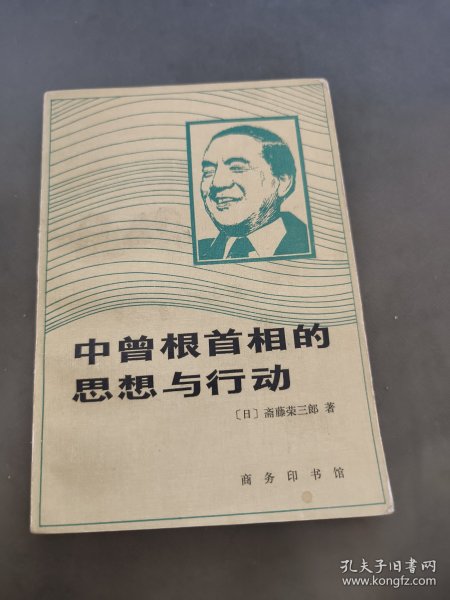 中曾根首相的
思想与行动
〔日〕斋藤荣三郎 著
商务印书馆
孔夫子旧书网
www.kongfz.com